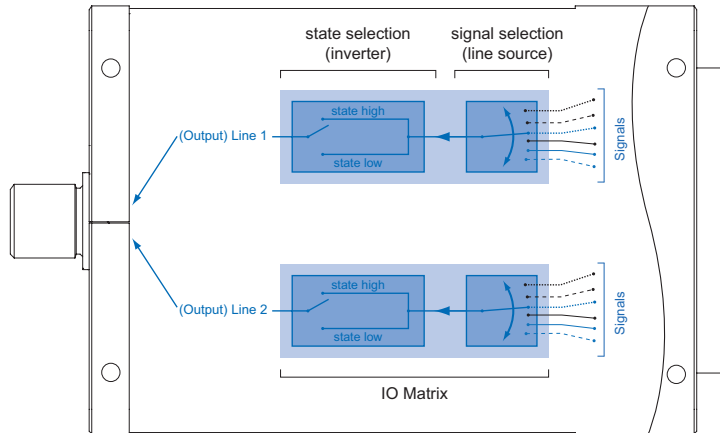 state selection
(inverter)
signal selection
(line source)
state high
(Output) Line 1
state low
Signals
state high
(Output) Line 2
state low
Signals
IO Matrix